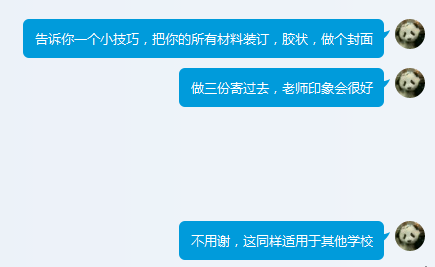 告诉你一个小技巧，把你的所有材料装订，胶状，做个封面
做三份寄过去，老师印象会很好
不用谢，这同样适用于其他学校